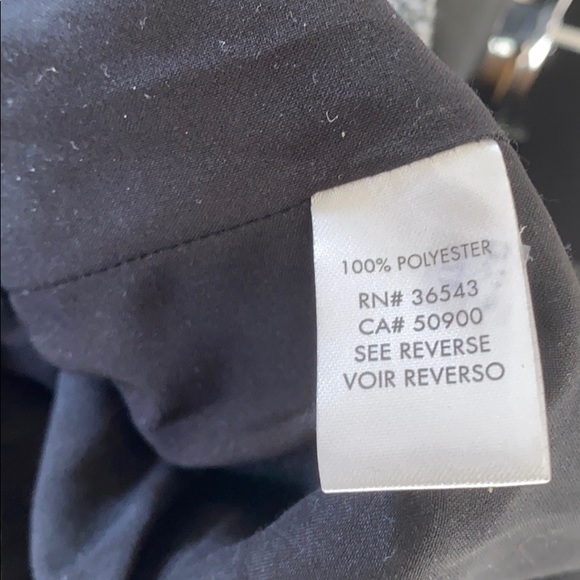 100% POLYESTER
RN# 36543
CA# 50900
SEE REVERSE
VOIR REVERSO